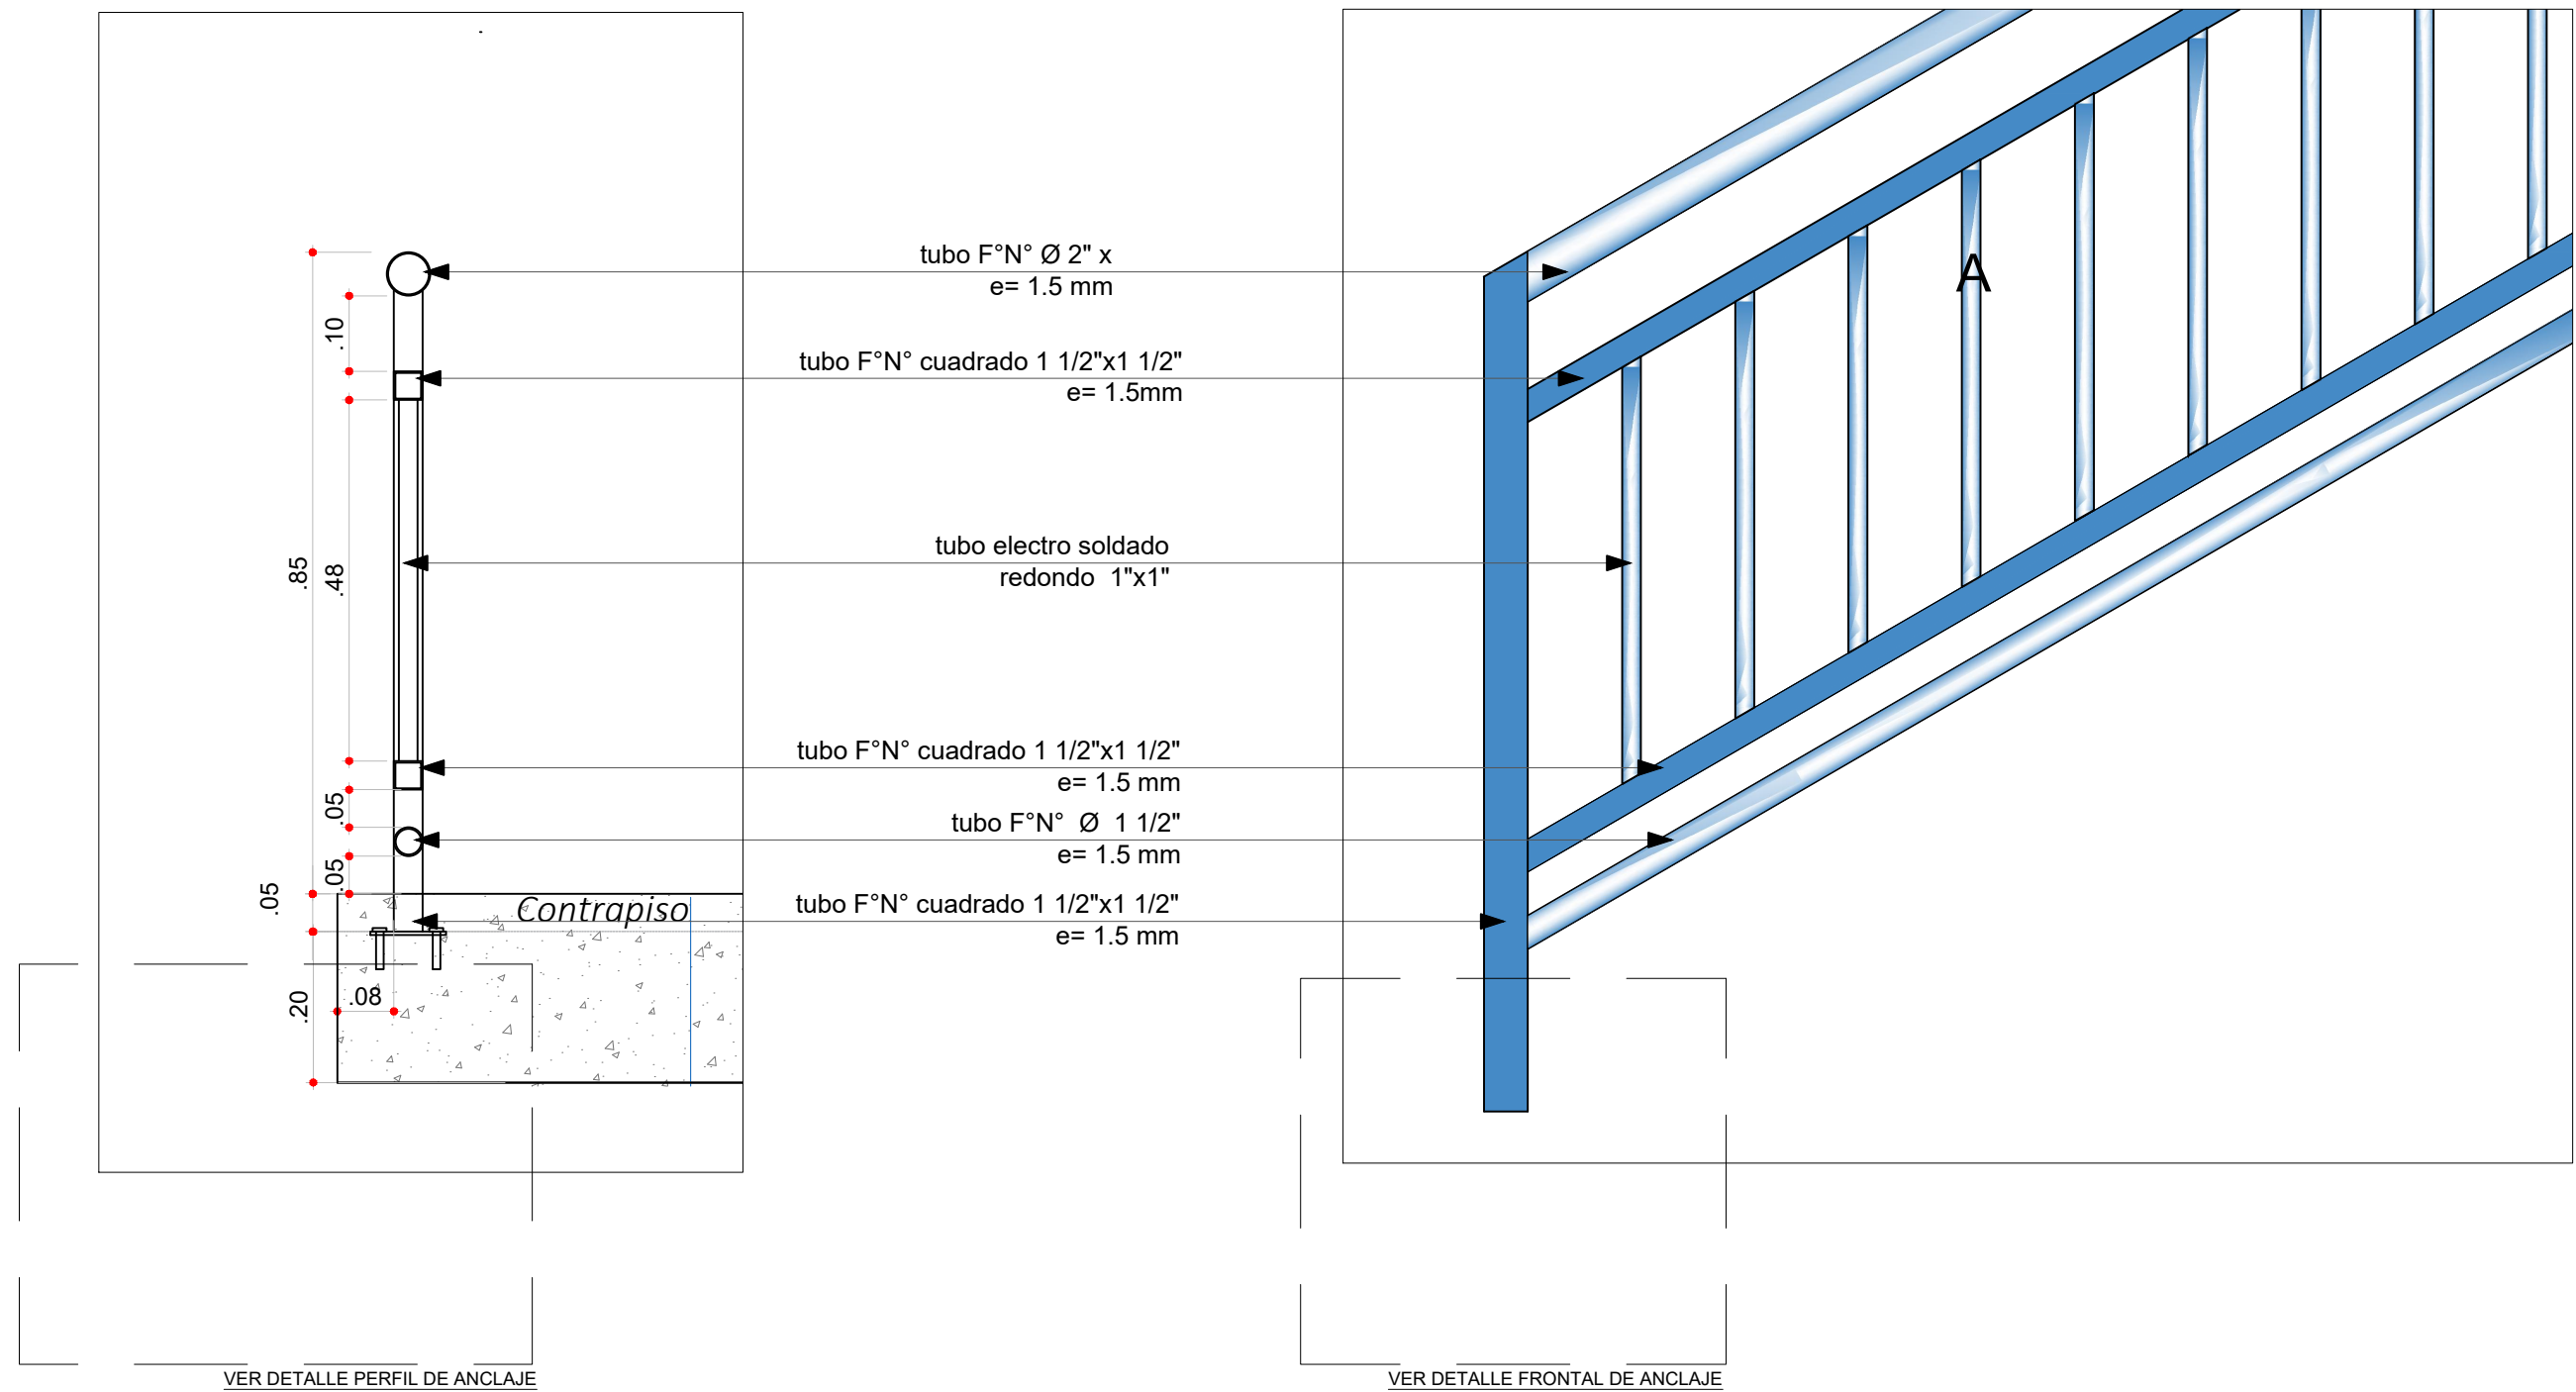 tubo F°N° Ø 2" x
e= 1.5 mm
.10
tubo F°N° cuadrado 1 1/2"x1 1/2"
e= 1.5mm
A
.85
.48
tubo electro soldado
redondo  1"x1"
tubo F°N° cuadrado 1 1/2"x1 1/2"
e= 1.5 mm
.05
tubo F°N°  Ø  1 1/2"
e= 1.5 mm
.05
.05
Contrapiso
tubo F°N° cuadrado 1 1/2"x1 1/2"
e= 1.5 mm
.20
.08
VER DETALLE PERFIL DE ANCLAJE
VER DETALLE FRONTAL DE ANCLAJE